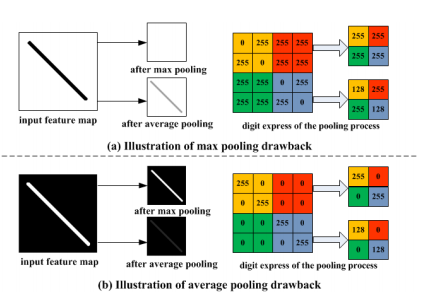 after max pooling
after average pooling
input feature map
0 255 255 255
255 0 255 255
255 255 0 255
255 255 255 0
255 255
255 255
128 255
255 128
digit express of the pooling process
(a) Illustration of max pooling drawback
after max pooling
after average pooling
input feature map
255 0 0 0
0 255 0 0
0 0 255 0
0 0 0 255
255 0
0 255
128 0
0 128
digit express of the pooling process
(b) Illustration of average pooling drawback